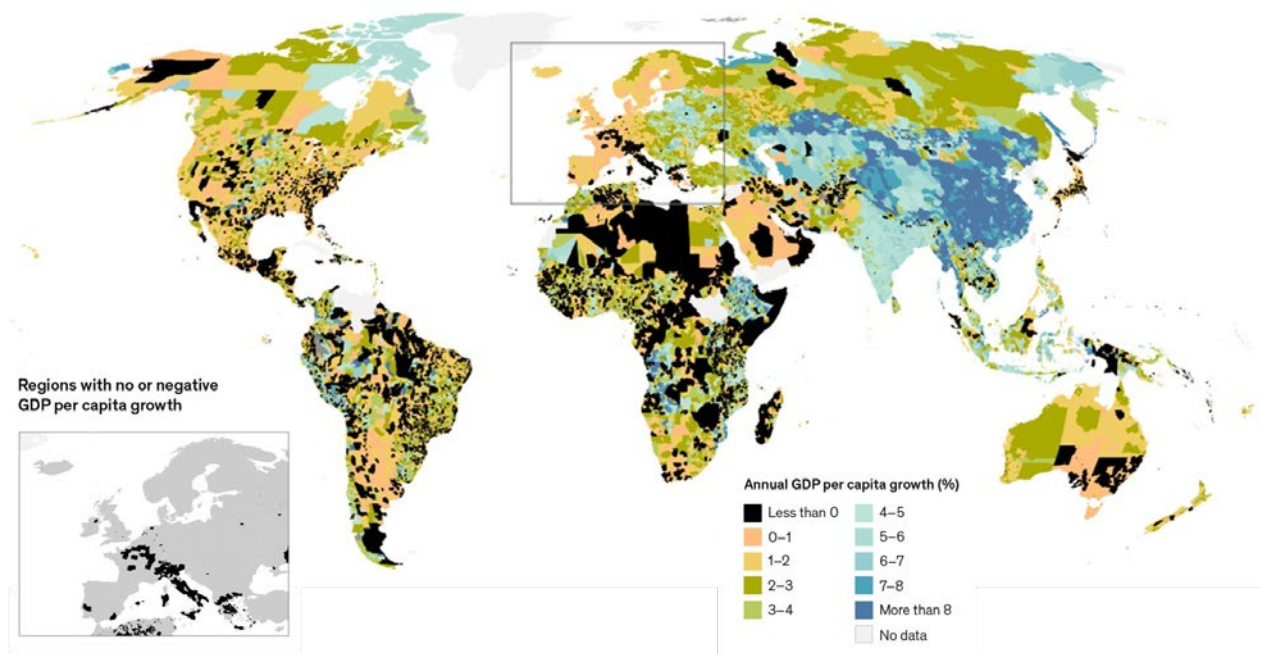 Regions with no or negative
GDP per capita growth
Annual GDP per capita growth (%)
Less than 0
0–1
1–2
2–3
3–4
4–5
5–6
6–7
7–8
More than 8
No data